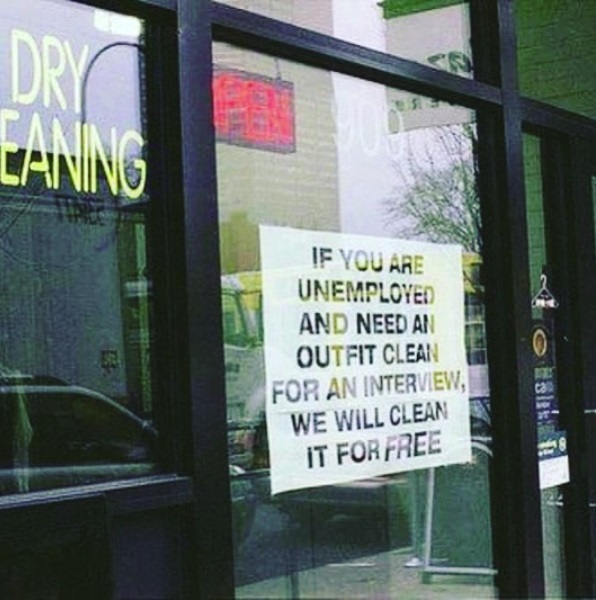 DRY
EANING
909
IF YOU ARE
UNEMPLOYED
AND NEED AN
OUTFIT CLEAN
FOR AN INTERVIEW,
WE WILL CLEAN
IT FOR FREE